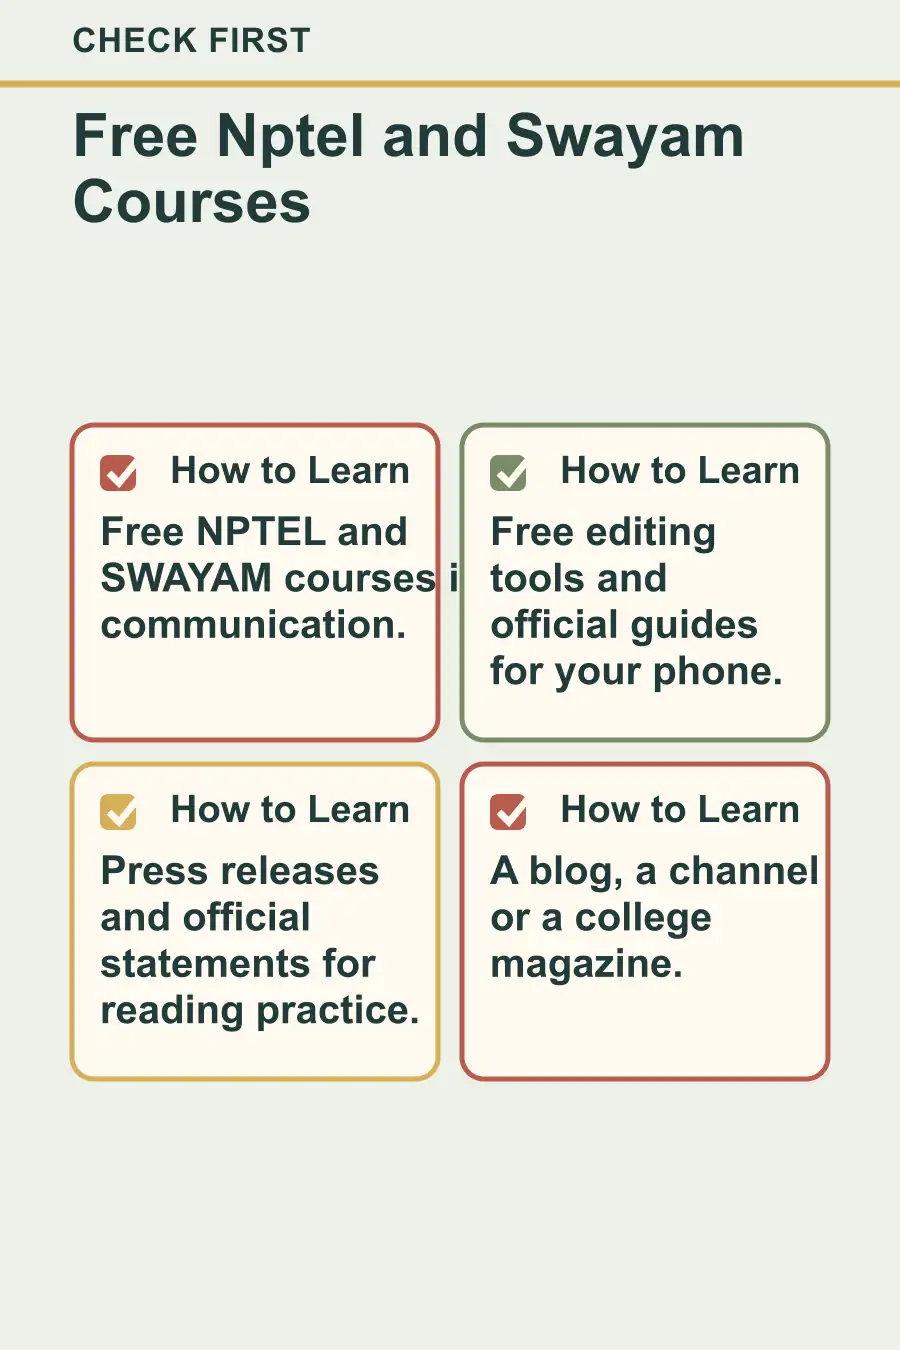 CHECK FIRST
Free Nptel and Swayam
Courses
How to Learn
Free NPTEL and
SWAYAM courses i
communication.
How to Learn
Free editing
tools and
official guides
for your phone.
How to Learn
Press releases
and official
statements for
reading practice.
How to Learn
A blog, a channel
or a college
magazine.